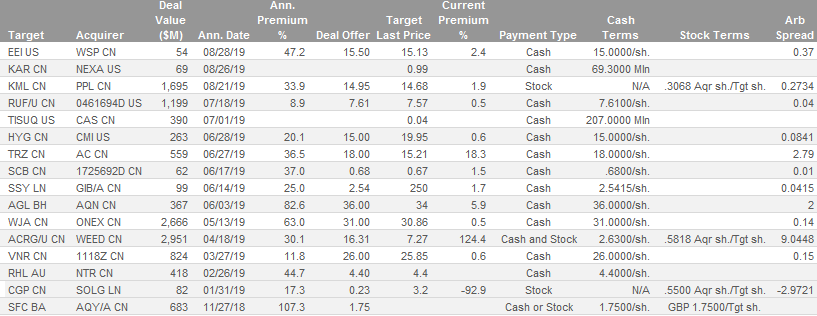 Deal Ann. Target Current
Value Premium Last Price Premium Cash Arb
Target Acquirer ($M) Ann. Date % Deal Offer Last Price % Payment Type Terms Stock Terms Spread
EEI US WSP CN 54 08/28/19 47.2 15.50 15.13 2.4 Cash 15.0000/sh. 0.37
KAR CN NEXA US 69 08/26/19 0.99 Cash 69.3000 Mln
KML CN PPL CN 1,695 08/21/19 33.9 14.95 14.68 1.9 Stock N/A .3068 Aqr sh./Tgt sh. 0.2734
RUF/U CN 0461694D US 1,199 07/18/19 8.9 7.61 7.57 0.5 Cash 7.6100/sh. 0.04
TISUQ US CAS CN 390 07/01/19 0.04 Cash 207.0000 Mln
HYG CN CMI US 263 06/28/19 20.1 15.00 19.95 0.6 Cash 15.0000/sh. 0.0841
TRZ CN AC CN 559 06/27/19 36.5 18.00 15.21 18.3 Cash 18.0000/sh. 2.79
SCB CN 1725692D CN 62 06/17/19 37.0 0.68 0.67 1.5 Cash .6800/sh. 0.01
SSY LN GIB/A CN 99 06/14/19 25.0 2.54 250 1.7 Cash 2.5415/sh. 0.0415
AGL BH AQN CN 367 06/03/19 82.6 36.00 34 5.9 Cash 36.0000/sh. 2
WJA CN ONEX CN 2,666 05/13/19 63.0 31.00 30.86 0.5 Cash 31.0000/sh. 0.14
ACRG/U CN WEED CN 2,951 04/18/19 30.1 16.31 7.27 124.4 Cash and Stock 2.6300/sh. .5818 Aqr sh./Tgt sh. 9.0448
VNR CN 1118Z CN 824 03/27/19 11.8 26.00 25.85 0.6 Cash 26.0000/sh. 0.15
RHL AU NTR CN 418 02/26/19 44.7 4.40 4.4 Cash 4.4000/sh.
CGP CN SOLG LN 82 01/31/19 17.3 0.23 3.2 -92.9 Stock N/A .5500 Aqr sh./Tgt sh. -2.9721
SFC BA AQY/A CN 683 11/27/18 107.3 1.75 Cash or Stock 1.7500/sh. GBP 1.7500/Tgt sh.